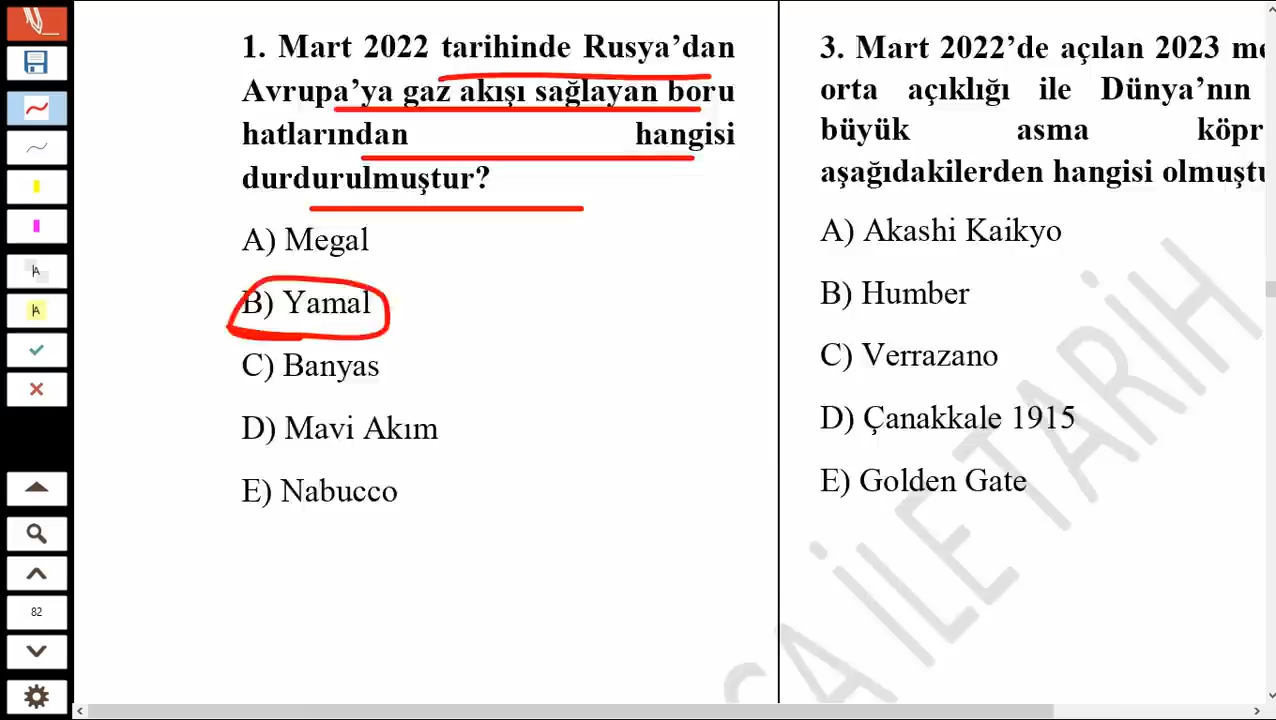 1. Mart 2022 tarihinde Rusya’dan
Avrupa’ya gaz akışı sağlayan boru
hatlarından hangisi
durdurulmuştur?
A) Megal
B) Yamal
C) Banyas
D) Mavi Akım
E) Nabucco
3. Mart 2022’de açılan 2023 me
orta açıklığı ile Dünya’nın
büyük asma köpr
aşağıdakilerden hangisi olmuştu
A) Akashi Kaikyo
B) Humber
C) Verrazano
D) Çanakkale 1915
E) Golden Gate
İLE TARİH
82